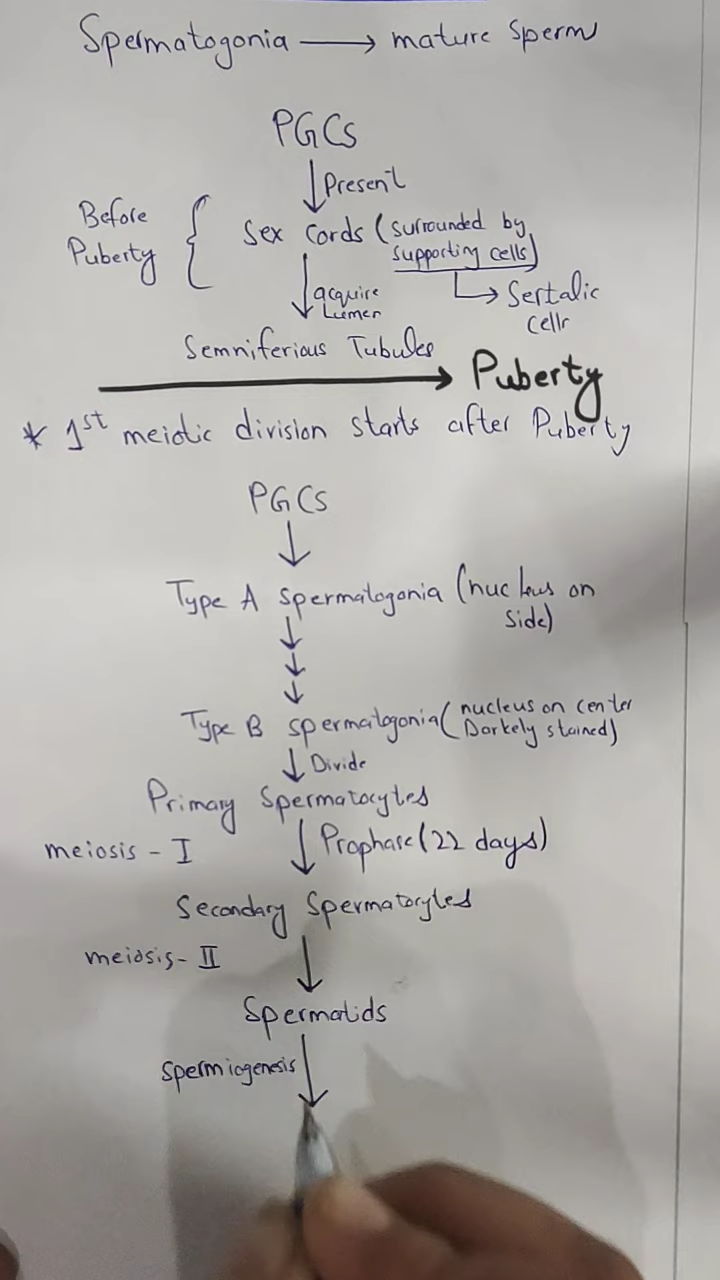 Spermatogonia → mature Sperm
PGCs
↓ Present
Before
Puberty { Sex Cords (surrounded by
supporting cells)
↓ acquire
Lumen
↳ Sertalic
cells
Semniferious Tubules
→ Puberty
* 1st meiotic division starts after Puberty
PGCs
↓
Type A spermatogonia (nucleus on
side)
↓
↓
↓
Type B spermatogonia (nucleus on center
Darkely stained)
↓ Divide
Primary Spermatocytes
meiosis - I ↓ Prophase (22 days)
Secondary Spermatocytes
meiosis - II ↓
Spermatids
spermiogenesis ↓